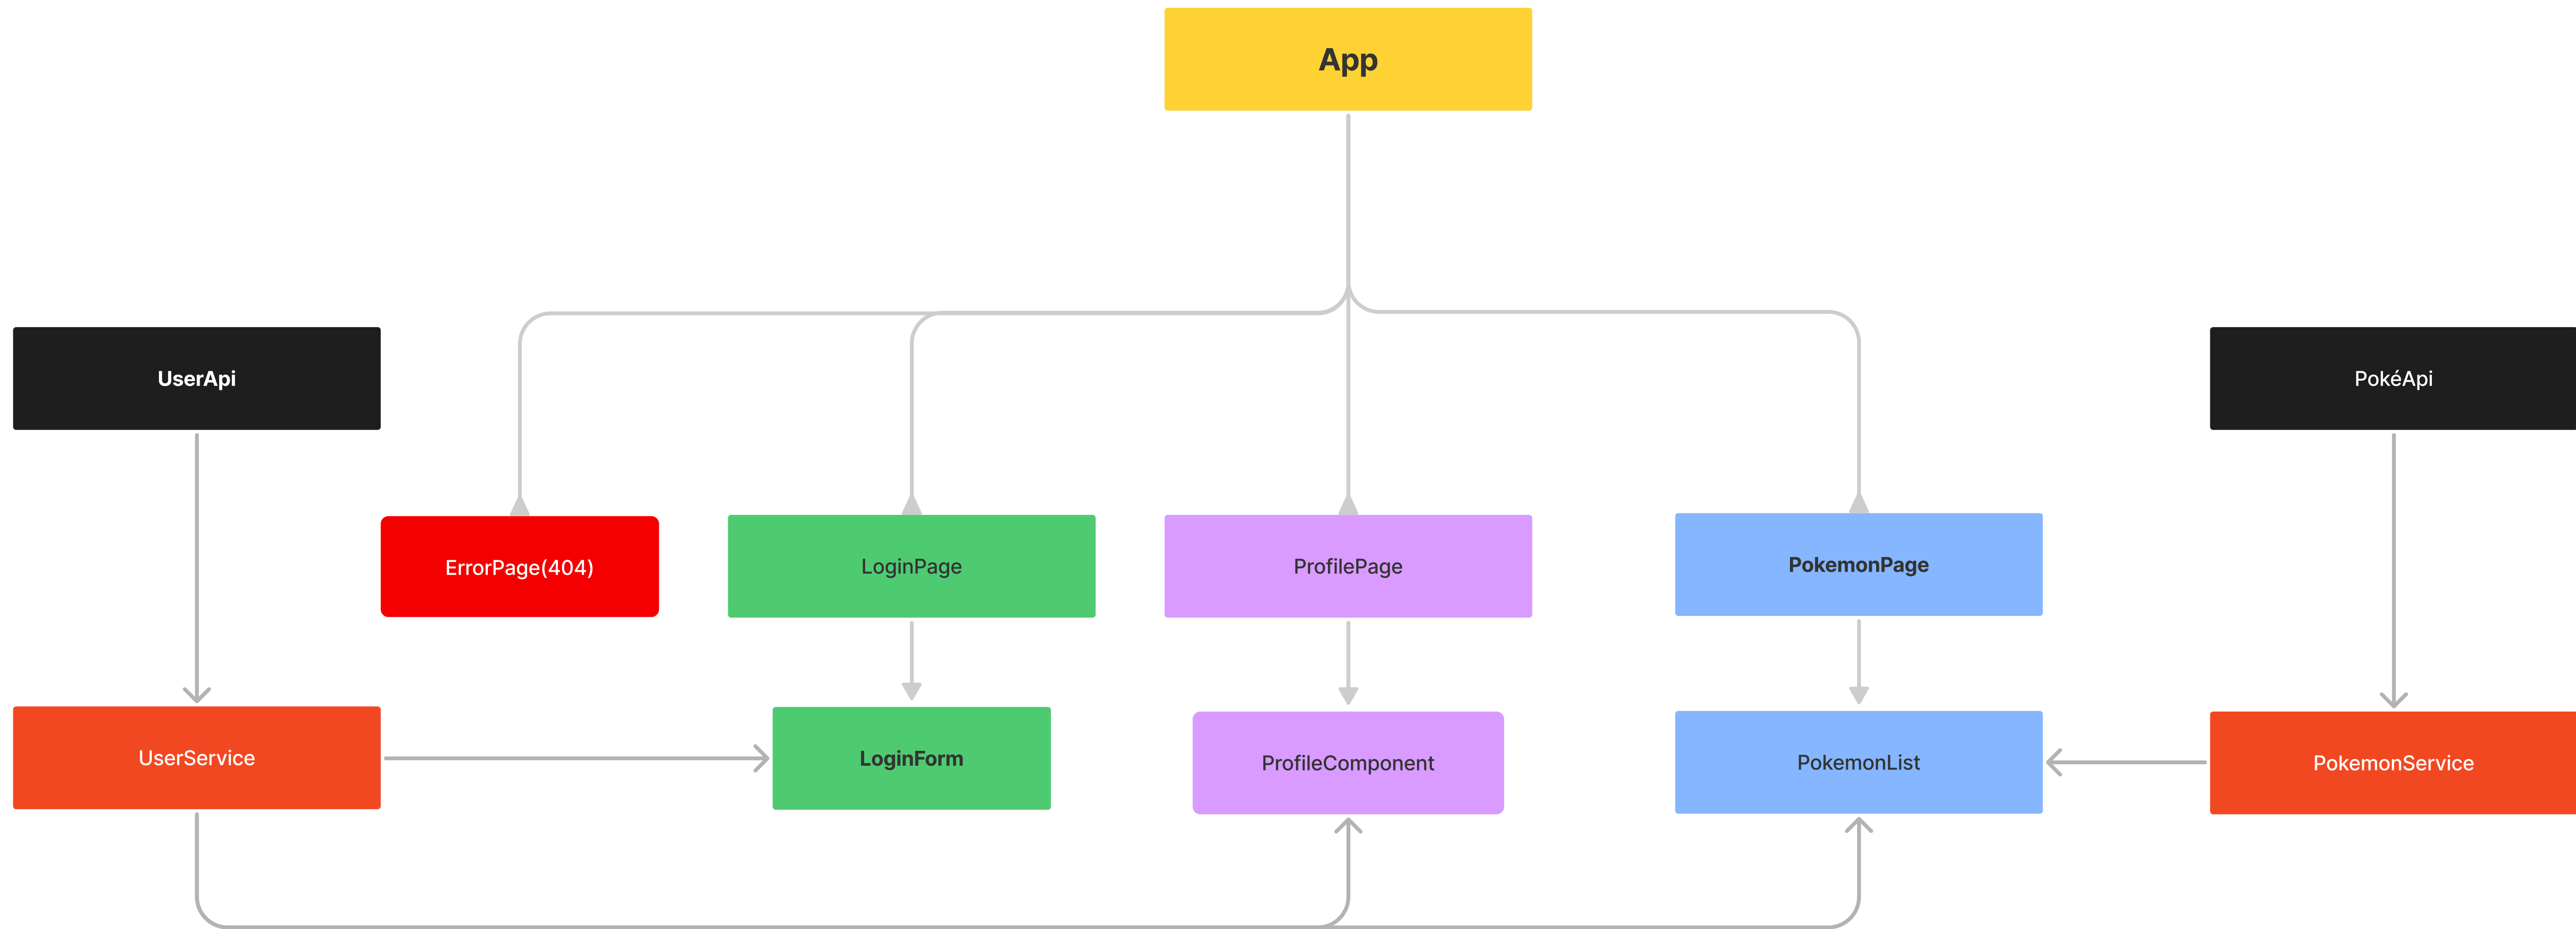 App
UserApi
PokéApi
ErrorPage(404)
LoginPage
ProfilePage
PokemonPage
UserService
LoginForm
ProfileComponent
PokemonList
PokemonService